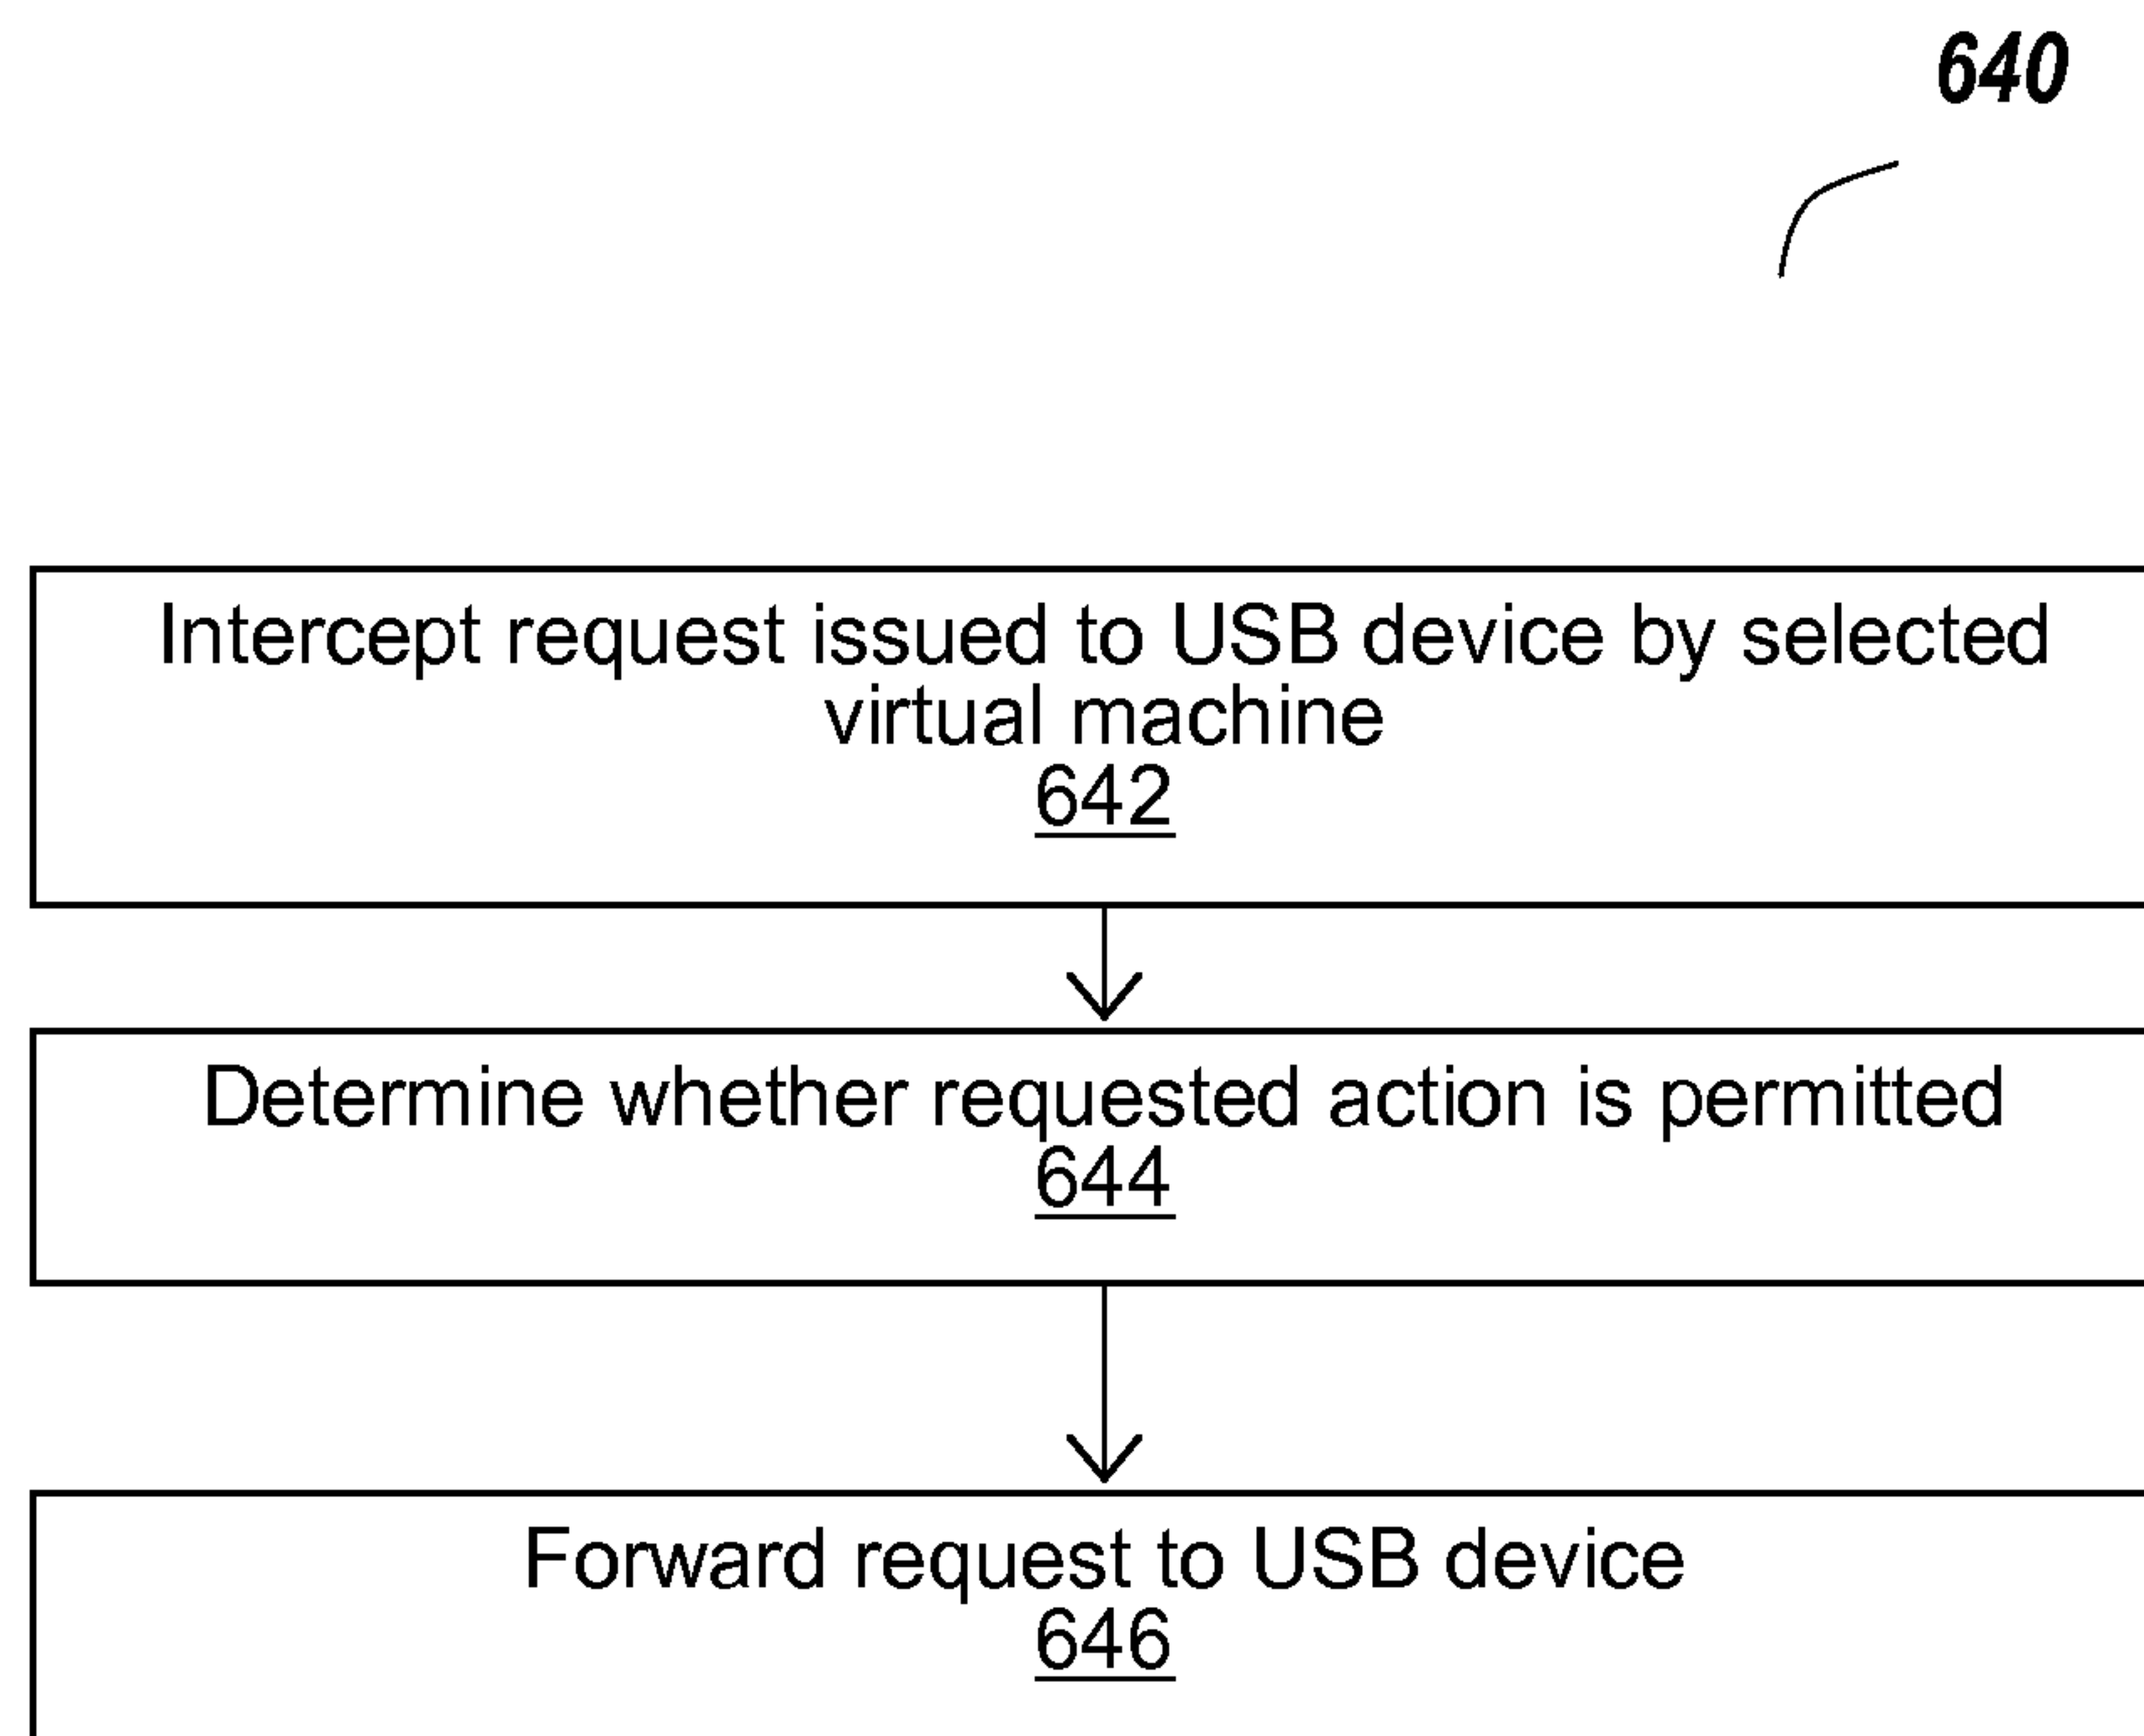 640
Intercept request issued to USB device by selected
virtual machine
642
Determine whether requested action is permitted
644
Forward request to USB device
646